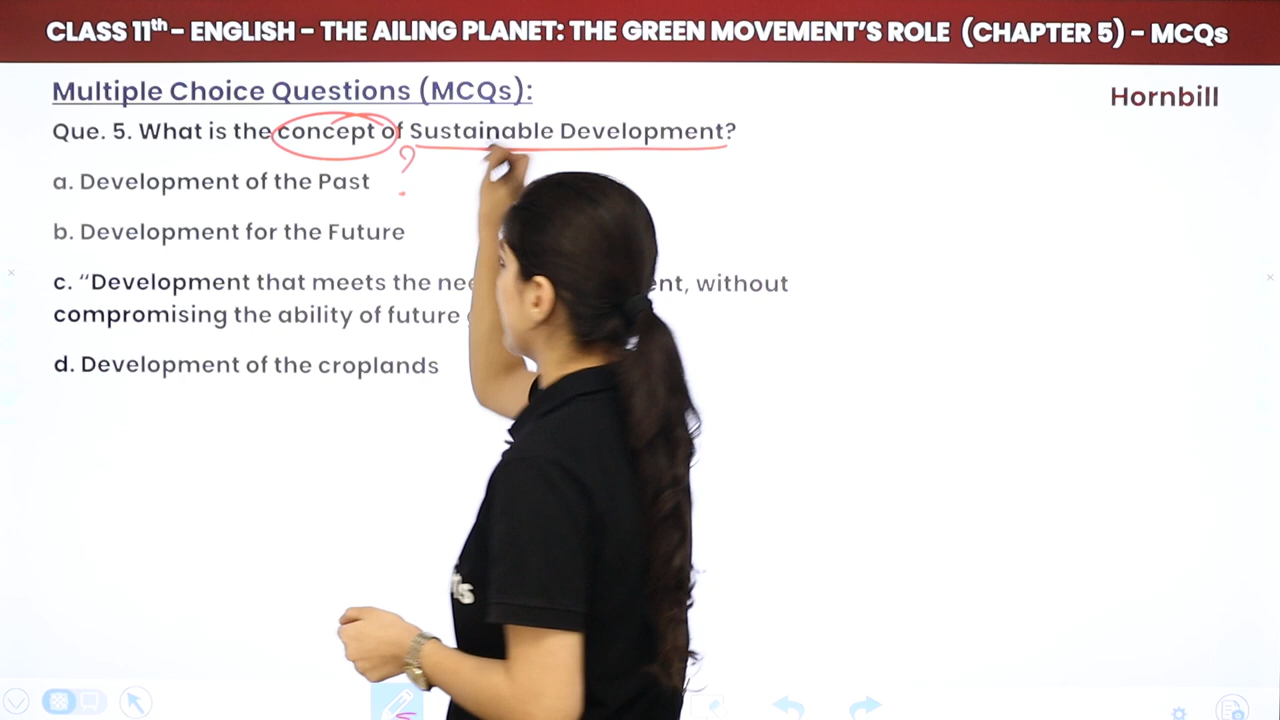 CLASS 11th - ENGLISH - THE AILING PLANET: THE GREEN MOVEMENT'S ROLE (CHAPTER 5) - MCQs
Multiple Choice Questions (MCQs):
Hornbill
Que. 5. What is the concept of Sustainable Development?
?
a. Development of the Past
b. Development for the Future
c. “Development that meets the without
compromising the ability of future
d. Development of the croplands